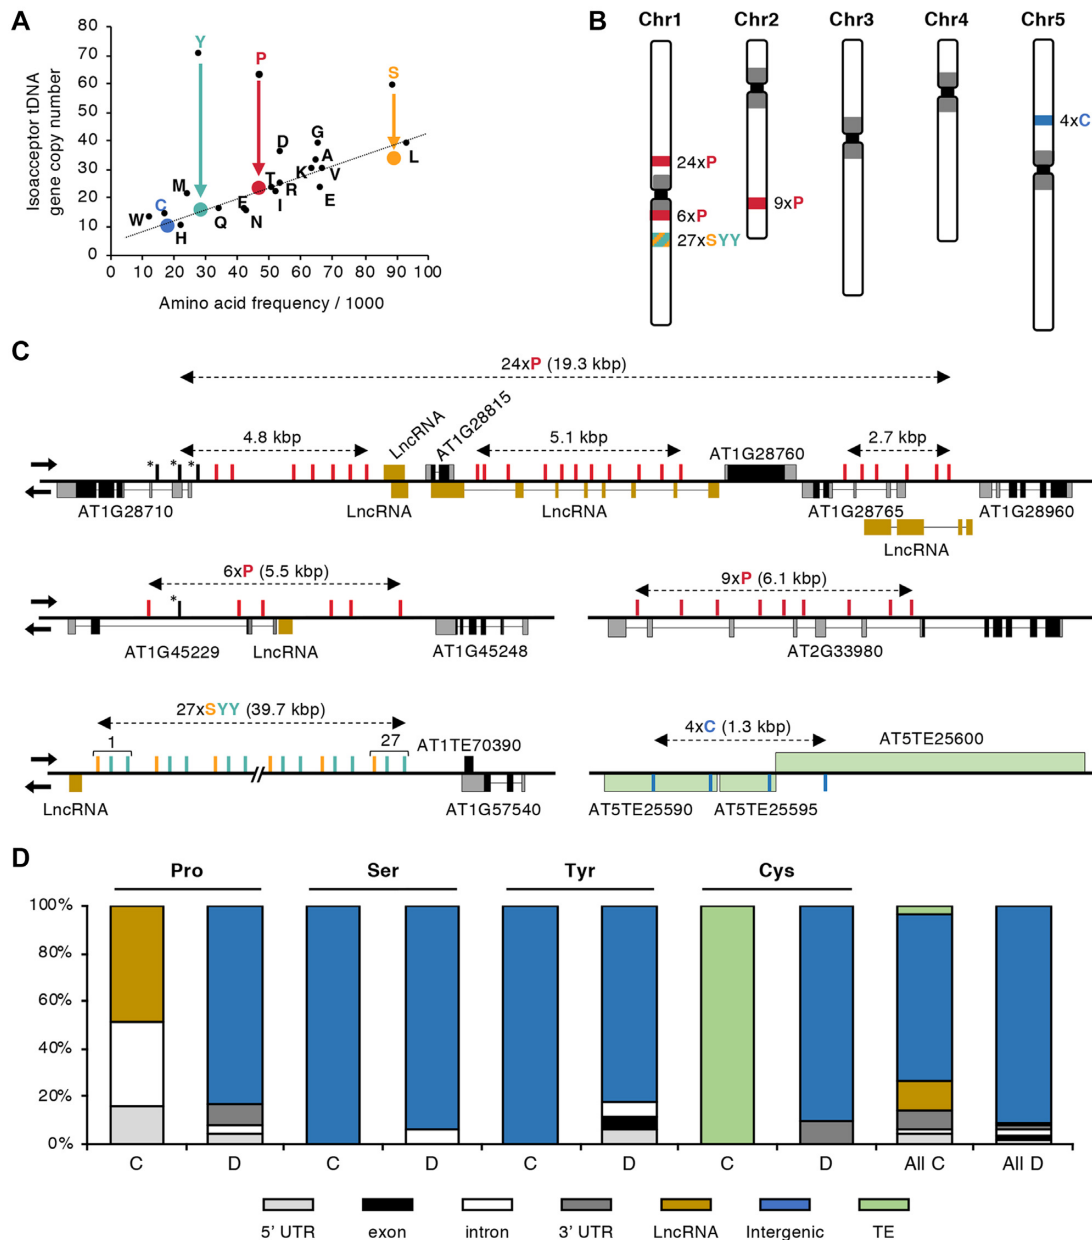 A
Isoacceptor tDNA
gene copy number
80
70
60
50
40
30
20
10
0
0 10 20 30 40 50 60 70 80 90 100
Amino acid frequency / 1000
Y
P
S
D
G
A
K
V
L
T
R
I
E
M
C
W
H
Q
F
N
B
Chr1 Chr2 Chr3 Chr4 Chr5
24xP
6xP
27xSYY
9xP
4xC
C
24xP (19.3 kbp)
4.8 kbp
LncRNA
AT1G28815
5.1 kbp
AT1G28760
2.7 kbp
* * *
AT1G28710
LncRNA
LncRNA
AT1G28765
AT1G28960
LncRNA
6xP (5.5 kbp)
*
AT1G45229
LncRNA
AT1G45248
9xP (6.1 kbp)
AT2G33980
27xSYY (39.7 kbp)
1
27
AT1TE70390
LncRNA
AT1G57540
4xC (1.3 kbp)
AT5TE25600
AT5TE25590
AT5TE25595
D
Pro Ser Tyr Cys
100%
80%
60%
40%
20%
0%
C D C D C D C D All C All D
5' UTR exon intron 3' UTR LncRNA Intergenic TE